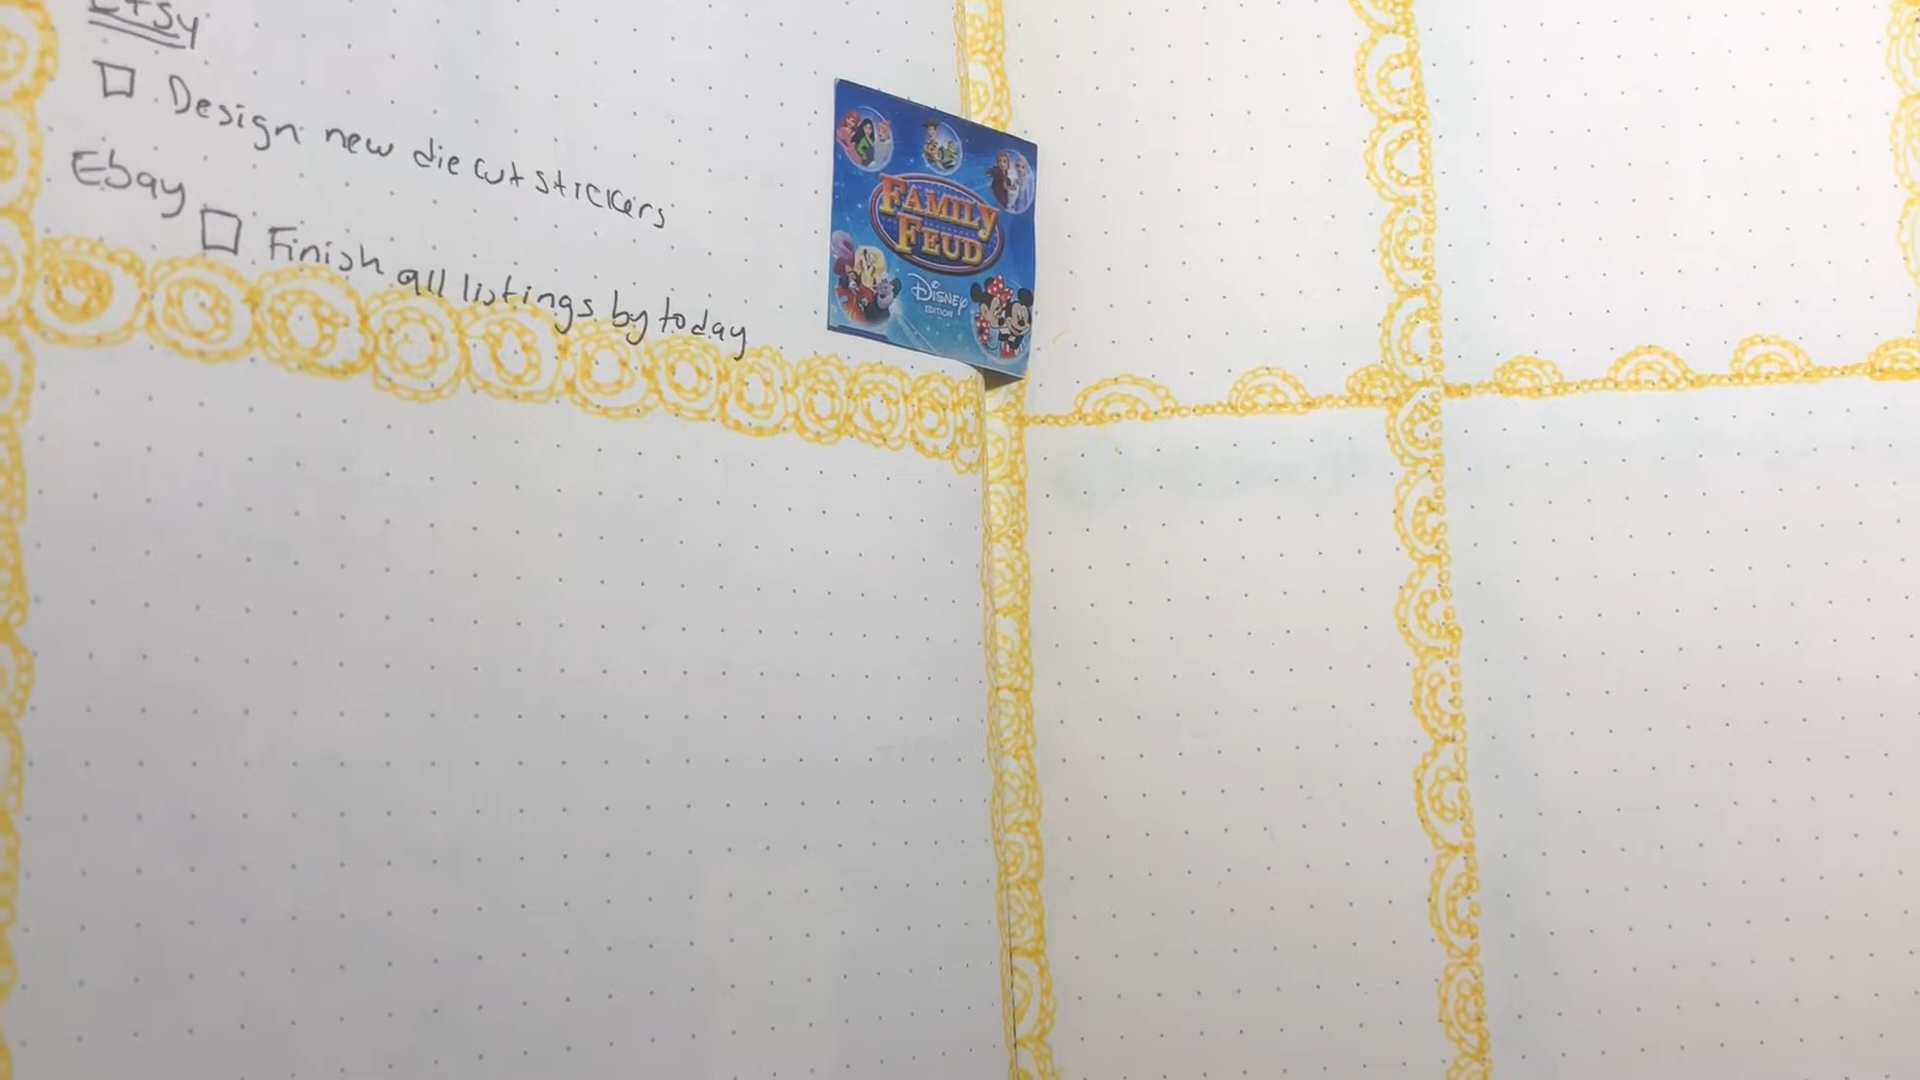 Etsy
Design new die cut stickers
Ebay
Finish all listings by today
FAMILY
FEUD
Disney
EDITION